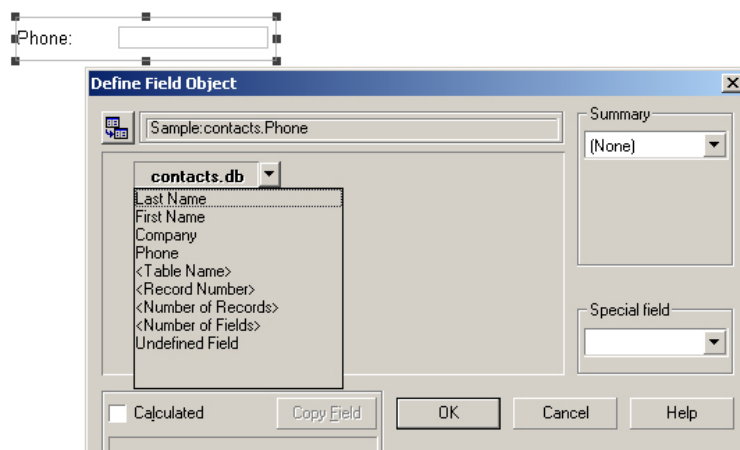 Phone:
Define Field Object
Sample:contacts.Phone
Summary
(None)
contacts.db
Last Name
First Name
Company
Phone
<Table Name>
<Record Number>
<Number of Records>
<Number of Fields>
Undefined Field
Special field
Calculated
Copy Field
OK
Cancel
Help